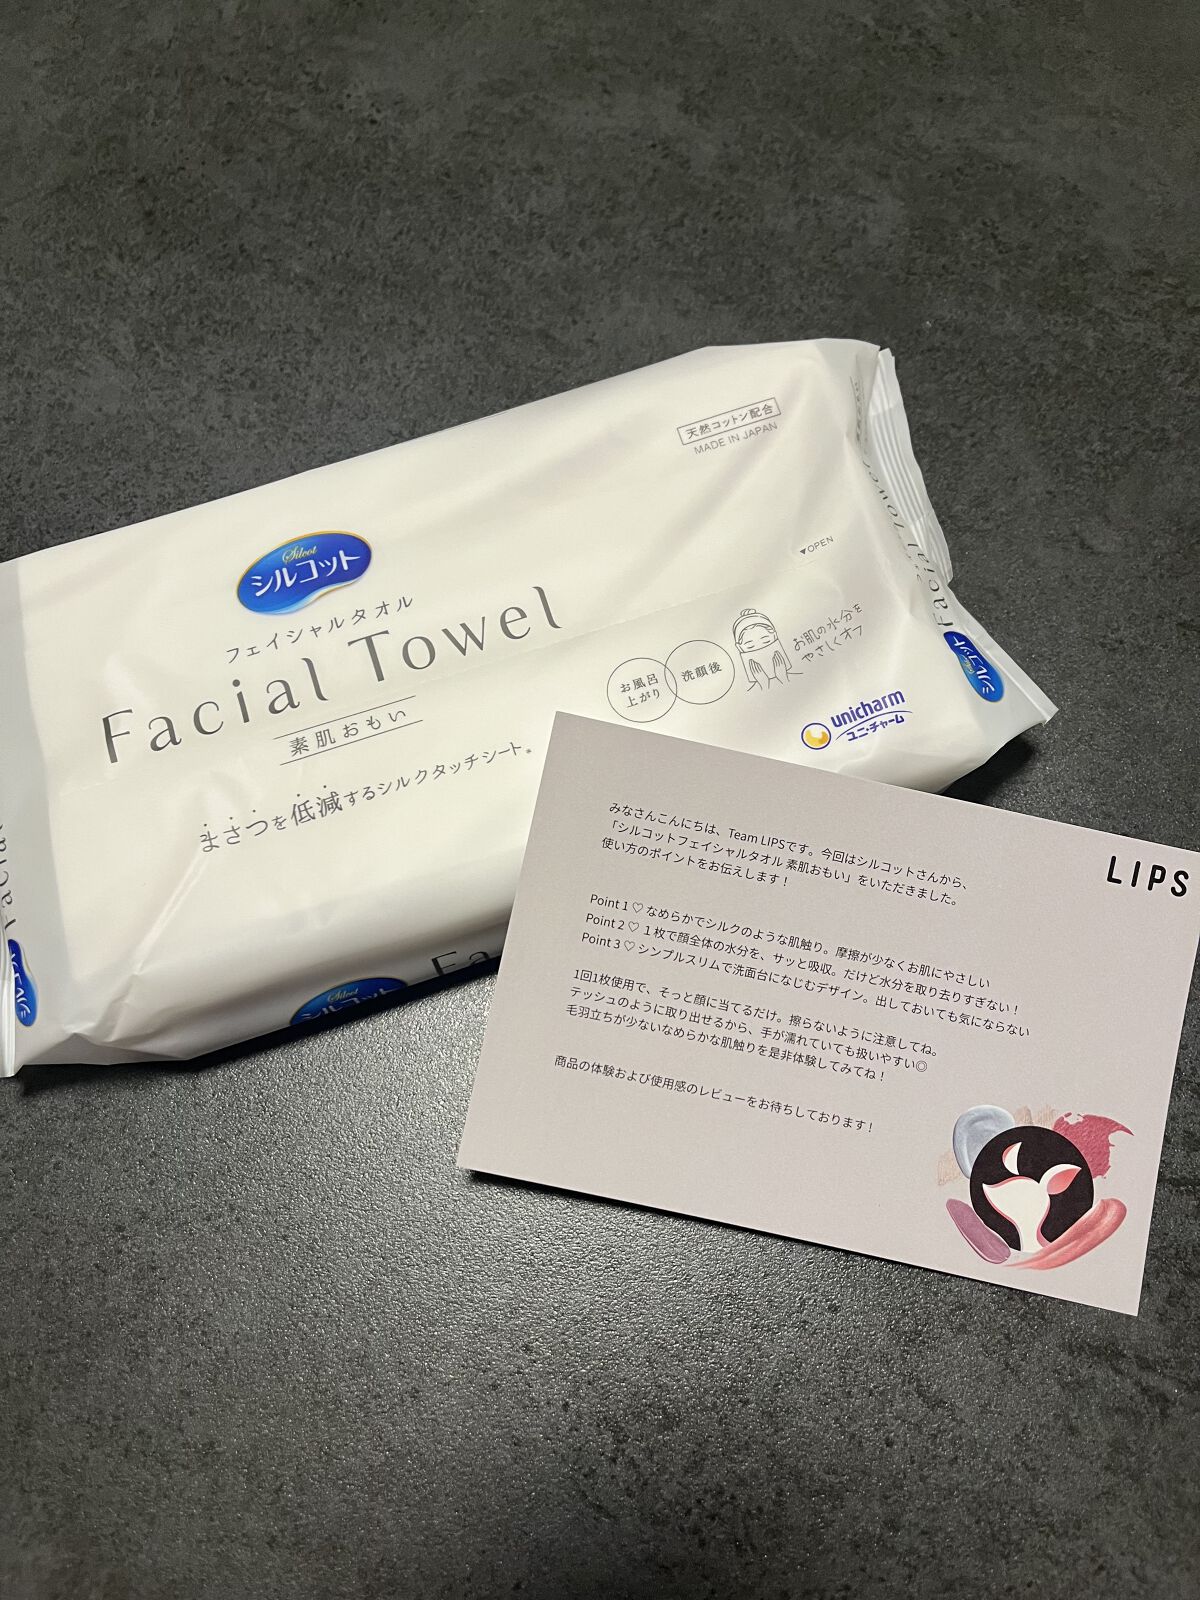 天然コットン配合
MADE IN JAPAN
Silcot
シルコット
▼OPEN
フェイシャルタオル
Facial Towel
素肌おもい
まさつを低減するシルクタッチシート※
お風呂
上がり
洗顔後
お肌の水分を
やさしくオフ
unicharm
ユニ・チャーム
Facial Towel
Silcot
シルコット
Facial
シルコット
Silcot
シルコット
Fa
LIPS
みなさんこんにちは、Team LIPSです。今回はシルコットさんから、
「シルコットフェイシャルタオル 素肌おもい」をいただきました。
使い方のポイントをお伝えします！
Point 1 ♡ なめらかでシルクのような肌触り。摩擦が少なくお肌にやさしい
Point 2 ♡ １枚で顔全体の水分を、サッと吸収。だけど水分を取り去りすぎない！
Point 3 ♡ シンプルスリムで洗面台になじむデザイン。出しておいても気にならない
1回1枚使用で、そっと顔に当てるだけ。擦らないように注意してね。
テッシュのように取り出せるから、手が濡れていても扱いやすい◎
毛羽立ちが少ないなめらかな肌触りを是非体験してみてね！
商品の体験および使用感のレビューをお待ちしております！